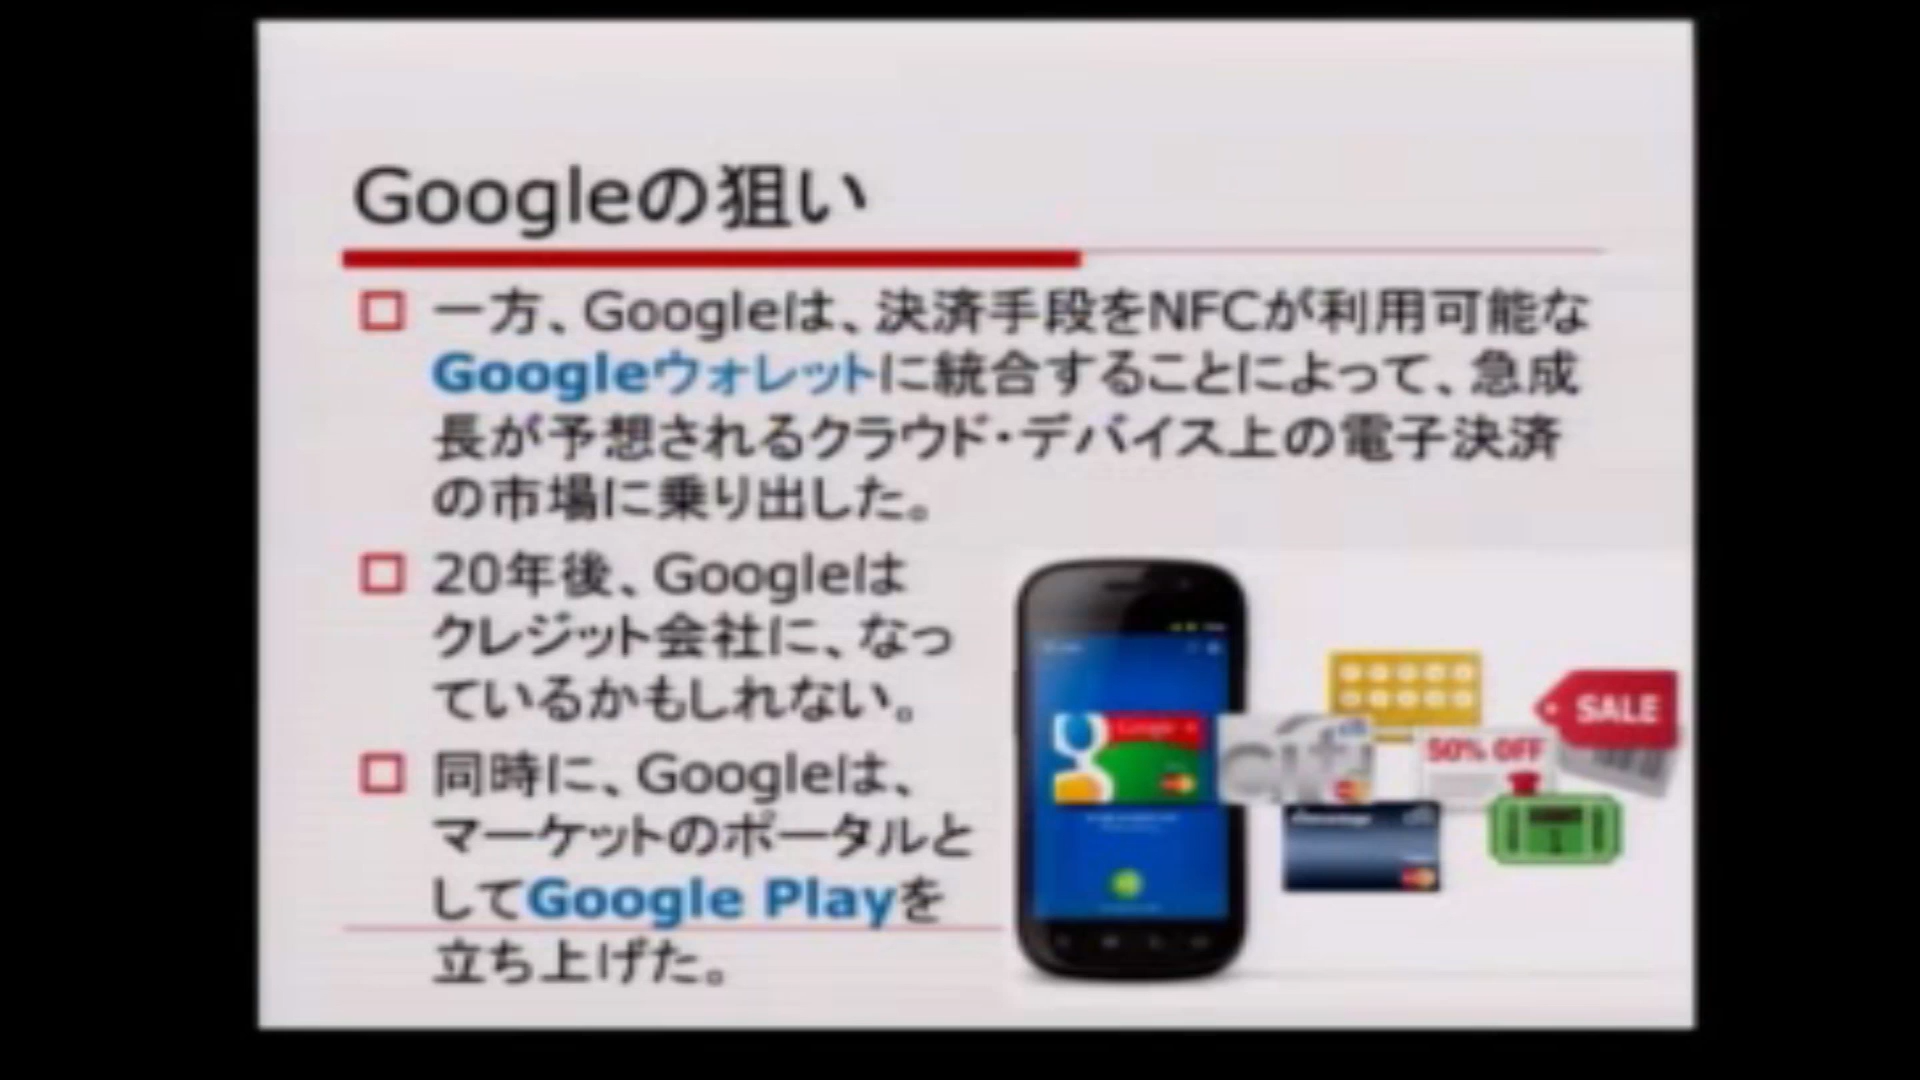 Googleの狙い
一方、Googleは、決済手段をNFCが利用可能な
Googleウォレットに統合することによって、急成
長が予想されるクラウド・デバイス上の電子決済
の市場に乗り出した。
20年後、Googleは
クレジット会社に、なっ
ているかもしれない。
同時に、Googleは、
マーケットのポータルと
してGoogle Playを
立ち上げた。
Google
citi
SALE
50% OFF